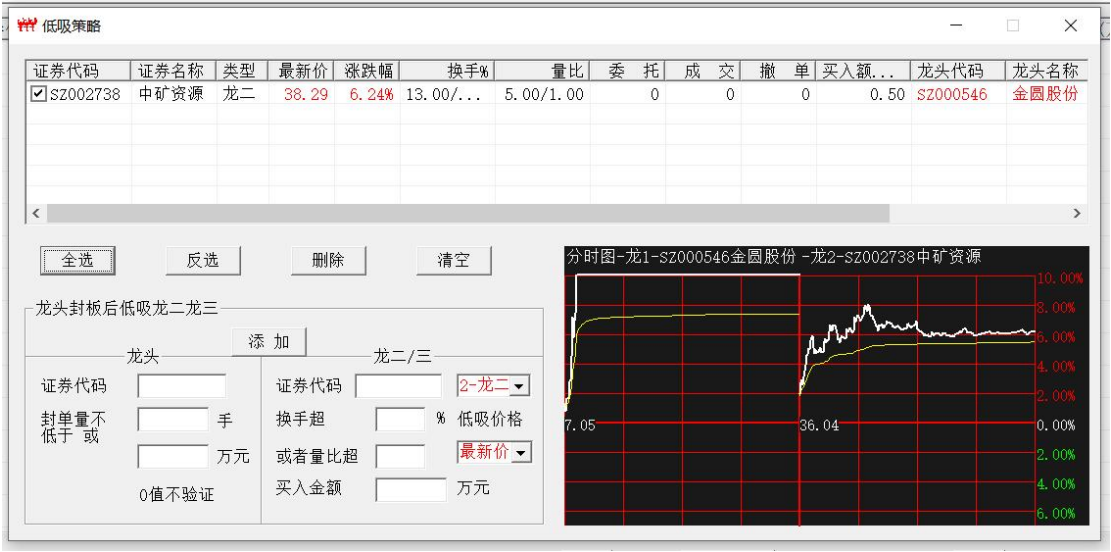 低吸策略
证券代码 证券名称 类型 最新价 涨跌幅 换手% 量比 委 托 成 交 撤 单 买入额... 龙头代码 龙头名称
SZ002738 中矿资源 龙二 38.29 6.24% 13.00/... 5.00/1.00 0 0 0 0.50 SZ000546 金圆股份
全选 反选 删除 清空
龙头封板后低吸龙二龙三
添 加
龙头
证券代码
封单量不
低于 或
手
万元
0值不验证
龙二/三
证券代码 2-龙二
换手超 % 低吸价格
或者量比超 最新价
买入金额 万元
分时图-龙1-SZ000546金圆股份 -龙2-SZ002738中矿资源
10.00%
8.00%
6.00%
4.00%
2.00%
7.05 36.04 0.00%
2.00%
4.00%
6.00%